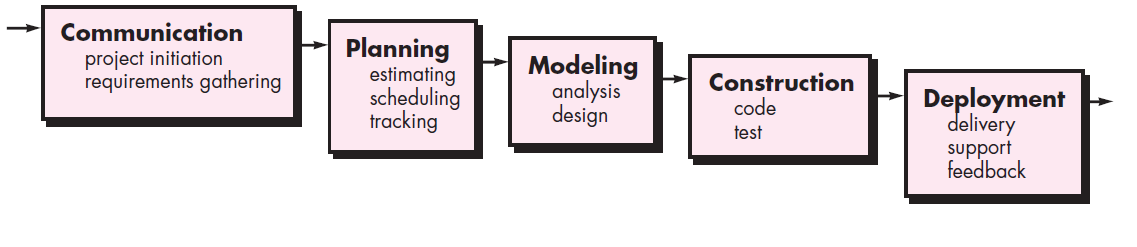 Communication
project initiation
requirements gathering
Planning
estimating
scheduling
tracking
Modeling
analysis
design
Construction
code
test
Deployment
delivery
support
feedback